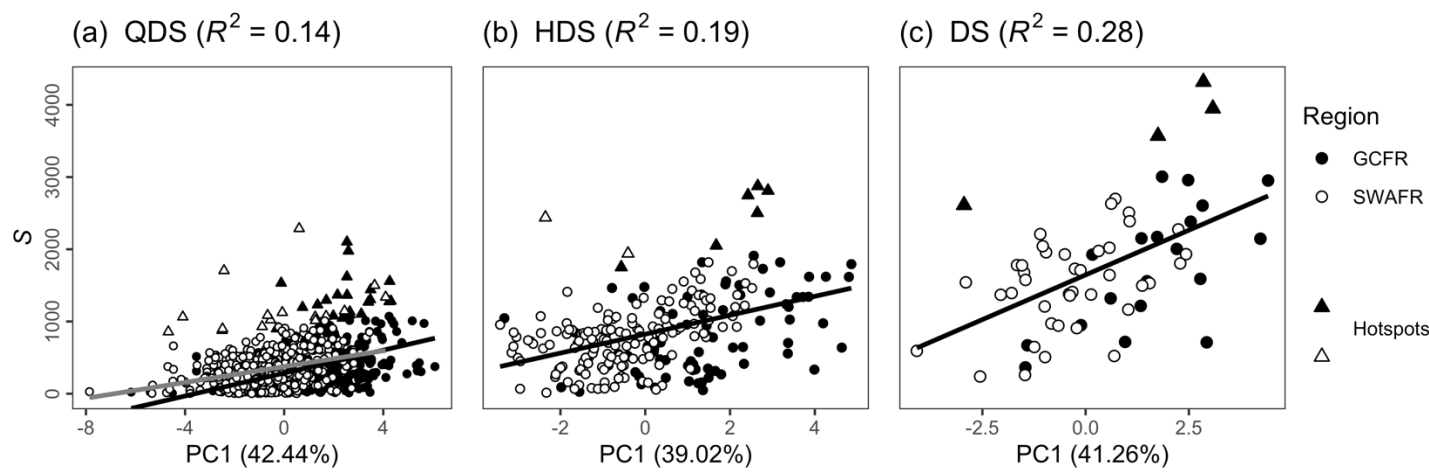 (a) QDS (R² = 0.14)
(b) HDS (R² = 0.19)
(c) DS (R² = 0.28)
S
4000
3000
2000
1000
0
-8 -4 0 4
PC1 (42.44%)
-2 0 2 4
PC1 (39.02%)
-2.5 0.0 2.5
PC1 (41.26%)
Region
GCFR
SWAFR
Hotspots